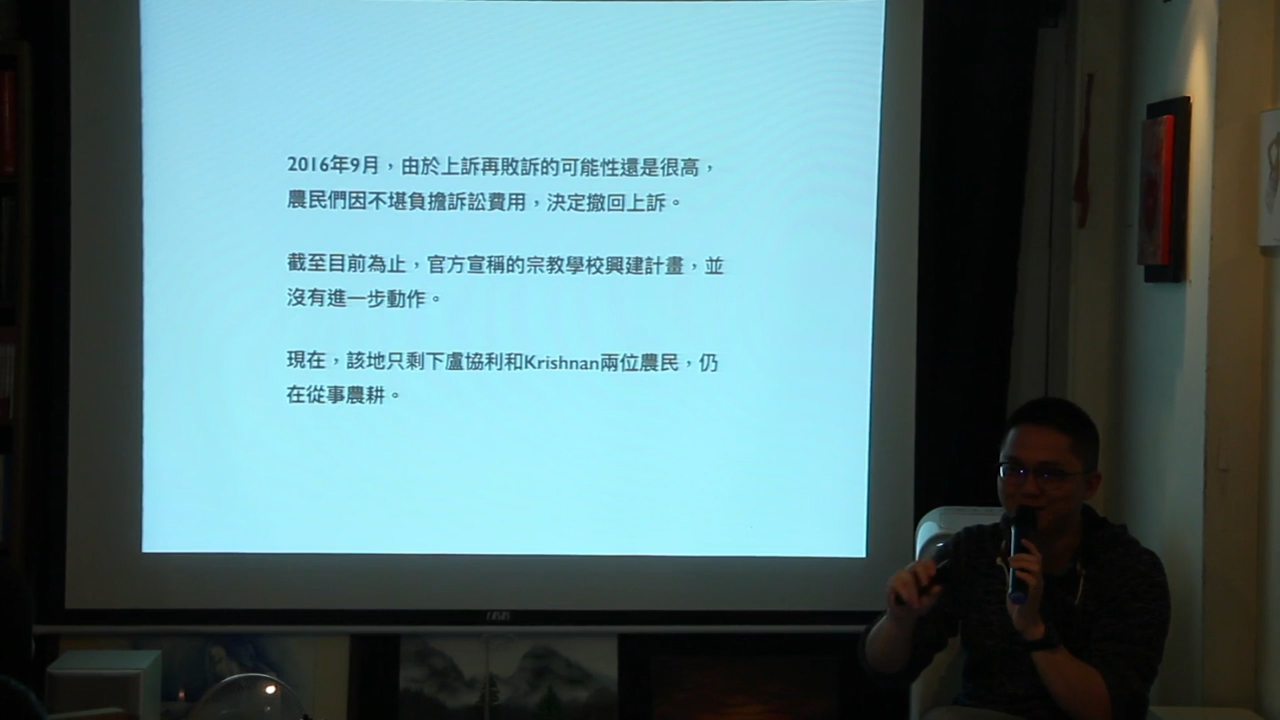 2016年9月，由於上訴再敗訴的可能性還是很高，
農民們因不堪負擔訴訟費用，決定撤回上訴。
截至目前為止，官方宣稱的宗教學校興建計畫，並
沒有進一步動作。
現在，該地只剩下盧協利和Krishnan兩位農民，仍
在從事農耕。